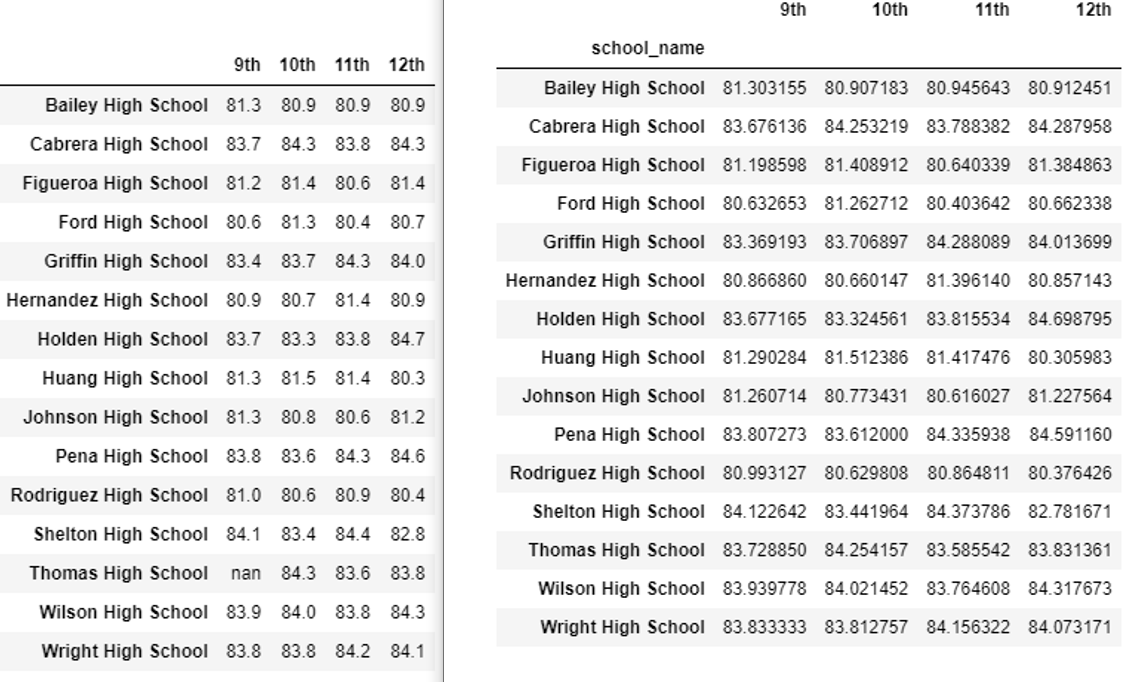 9th 10th 11th 12th
Bailey High School 81.3 80.9 80.9 80.9
Cabrera High School 83.7 84.3 83.8 84.3
Figueroa High School 81.2 81.4 80.6 81.4
Ford High School 80.6 81.3 80.4 80.7
Griffin High School 83.4 83.7 84.3 84.0
Hernandez High School 80.9 80.7 81.4 80.9
Holden High School 83.7 83.3 83.8 84.7
Huang High School 81.3 81.5 81.4 80.3
Johnson High School 81.3 80.8 80.6 81.2
Pena High School 83.8 83.6 84.3 84.6
Rodriguez High School 81.0 80.6 80.9 80.4
Shelton High School 84.1 83.4 84.4 82.8
Thomas High School nan 84.3 83.6 83.8
Wilson High School 83.9 84.0 83.8 84.3
Wright High School 83.8 83.8 84.2 84.1
9th 10th 11th 12th
school_name
Bailey High School 81.303155 80.907183 80.945643 80.912451
Cabrera High School 83.676136 84.253219 83.788382 84.287958
Figueroa High School 81.198598 81.408912 80.640339 81.384863
Ford High School 80.632653 81.262712 80.403642 80.662338
Griffin High School 83.369193 83.706897 84.288089 84.013699
Hernandez High School 80.866860 80.660147 81.396140 80.857143
Holden High School 83.677165 83.324561 83.815534 84.698795
Huang High School 81.290284 81.512386 81.417476 80.305983
Johnson High School 81.260714 80.773431 80.616027 81.227564
Pena High School 83.807273 83.612000 84.335938 84.591160
Rodriguez High School 80.993127 80.629808 80.864811 80.376426
Shelton High School 84.122642 83.441964 84.373786 82.781671
Thomas High School 83.728850 84.254157 83.585542 83.831361
Wilson High School 83.939778 84.021452 83.764608 84.317673
Wright High School 83.833333 83.812757 84.156322 84.073171